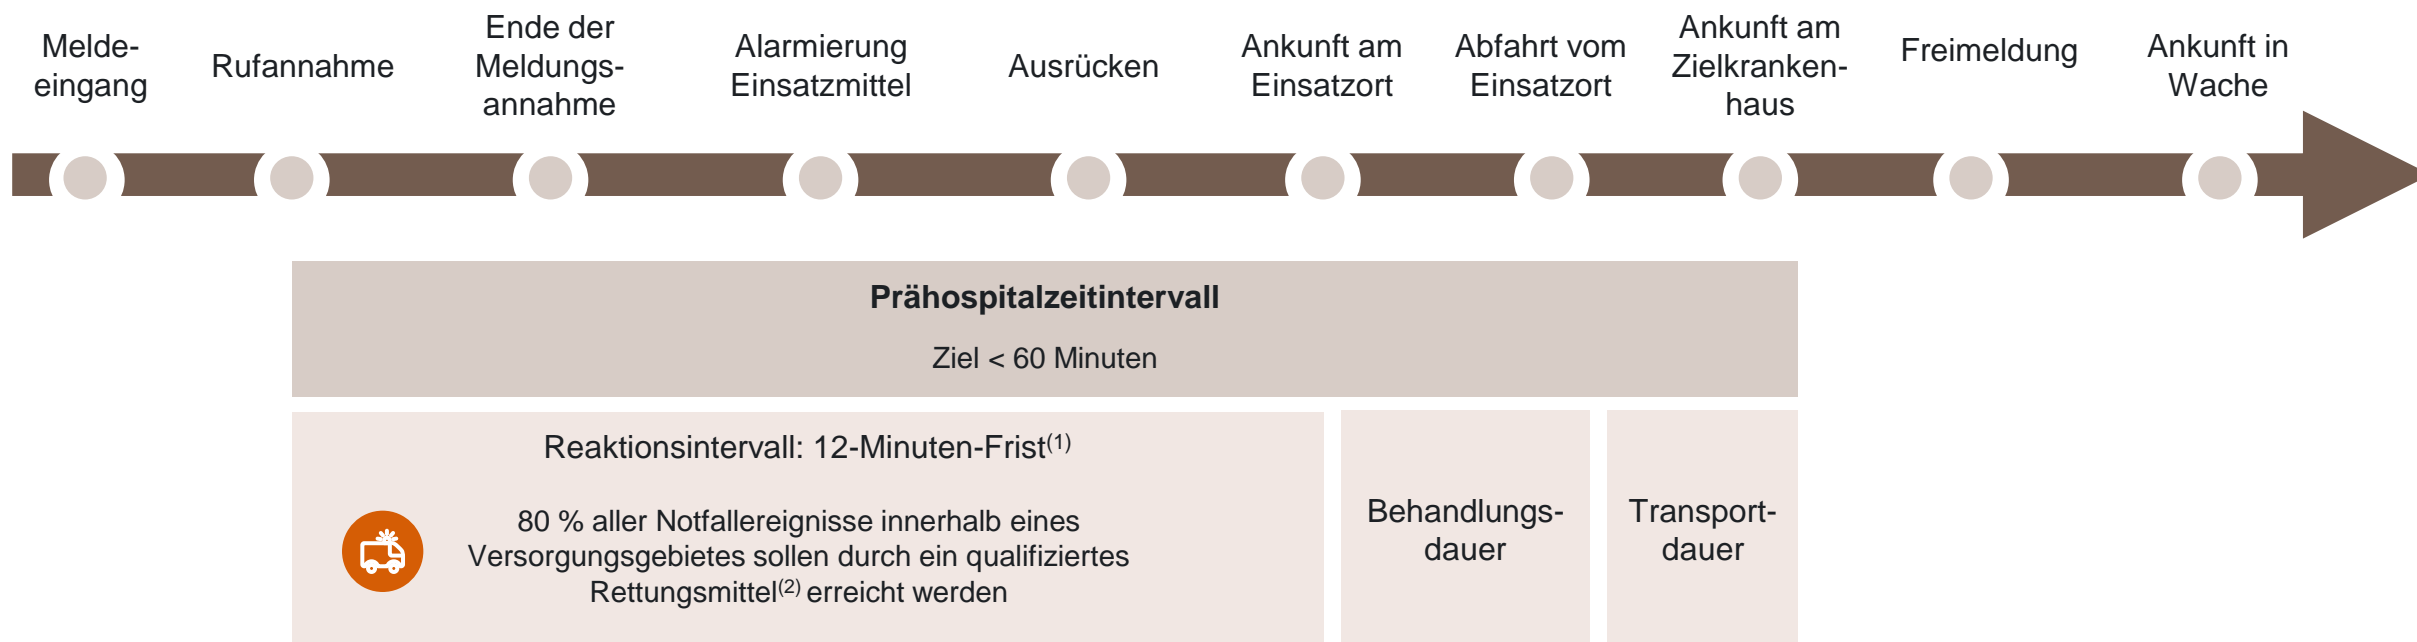 Melde-
eingang
Rufannahme
Ende der
Meldungs-
annahme
Alarmierung
Einsatzmittel
Ausrücken
Ankunft am
Einsatzort
Abfahrt vom
Einsatzort
Ankunft am
Zielkranken-
haus
Freimeldung
Ankunft in
Wache
Prähospitalzeitintervall
Ziel < 60 Minuten
Reaktionsintervall: 12-Minuten-Frist(1)
80 % aller Notfallereignisse innerhalb eines
Versorgungsgebietes sollen durch ein qualifiziertes
Rettungsmittel(2) erreicht werden
Behandlungs-
dauer
Transport-
dauer